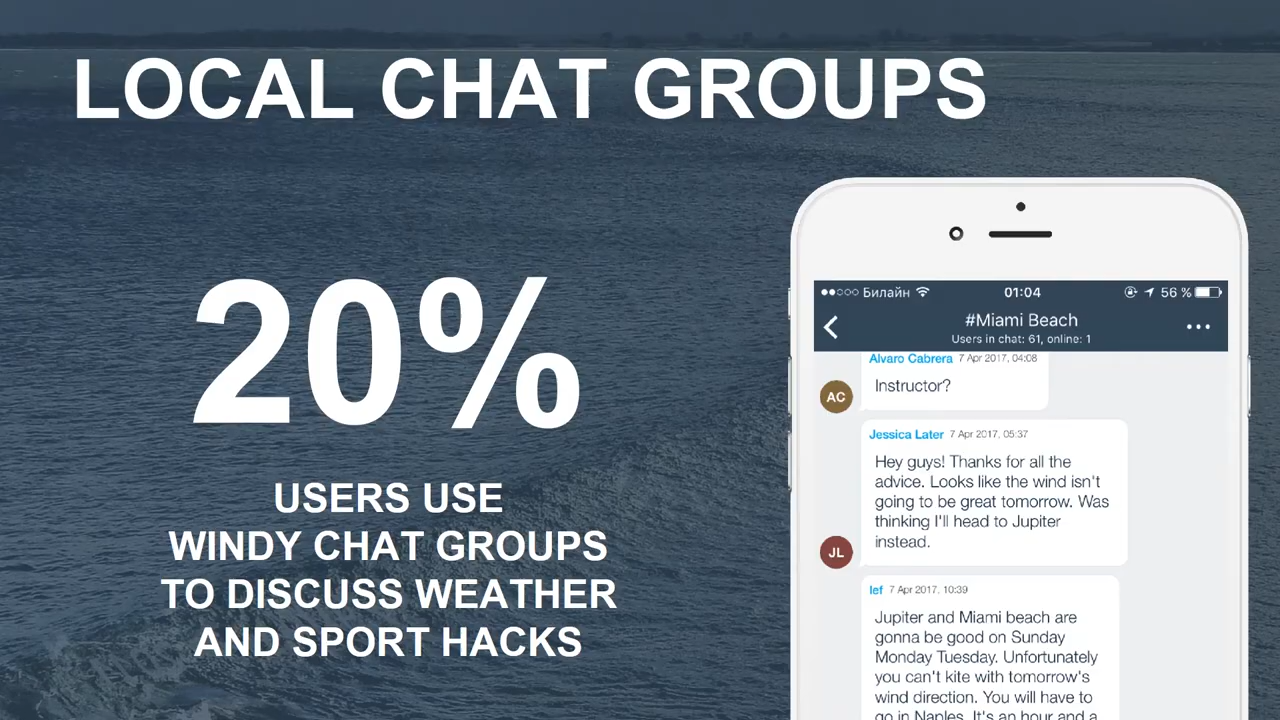 LOCAL CHAT GROUPS
20%
USERS USE
WINDY CHAT GROUPS
TO DISCUSS WEATHER
AND SPORT HACKS
Билайн 01:04 56 %
#Miami Beach
Users in chat: 61, online: 1
Alvaro Cabrera 7 Apr 2017, 04:08
Instructor?
AC
Jessica Later 7 Apr 2017, 05:37
Hey guys! Thanks for all the
advice. Looks like the wind isn't
going to be great tomorrow. Was
thinking I'll head to Jupiter
instead.
JL
lef 7 Apr 2017, 10:39
Jupiter and Miami beach are
gonna be good on Sunday
Monday Tuesday. Unfortunately
you can't kite with tomorrow's
wind direction. You will have to
go in Naples. It's an hour and a